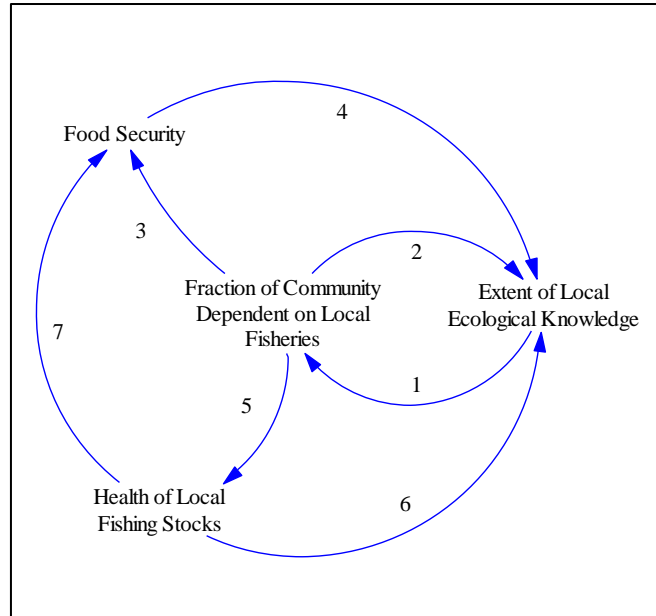 4
Food Security
3
2
Fraction of Community
Dependent on Local
Fisheries
Extent of Local
Ecological Knowledge
7
1
5
Health of Local
Fishing Stocks
6